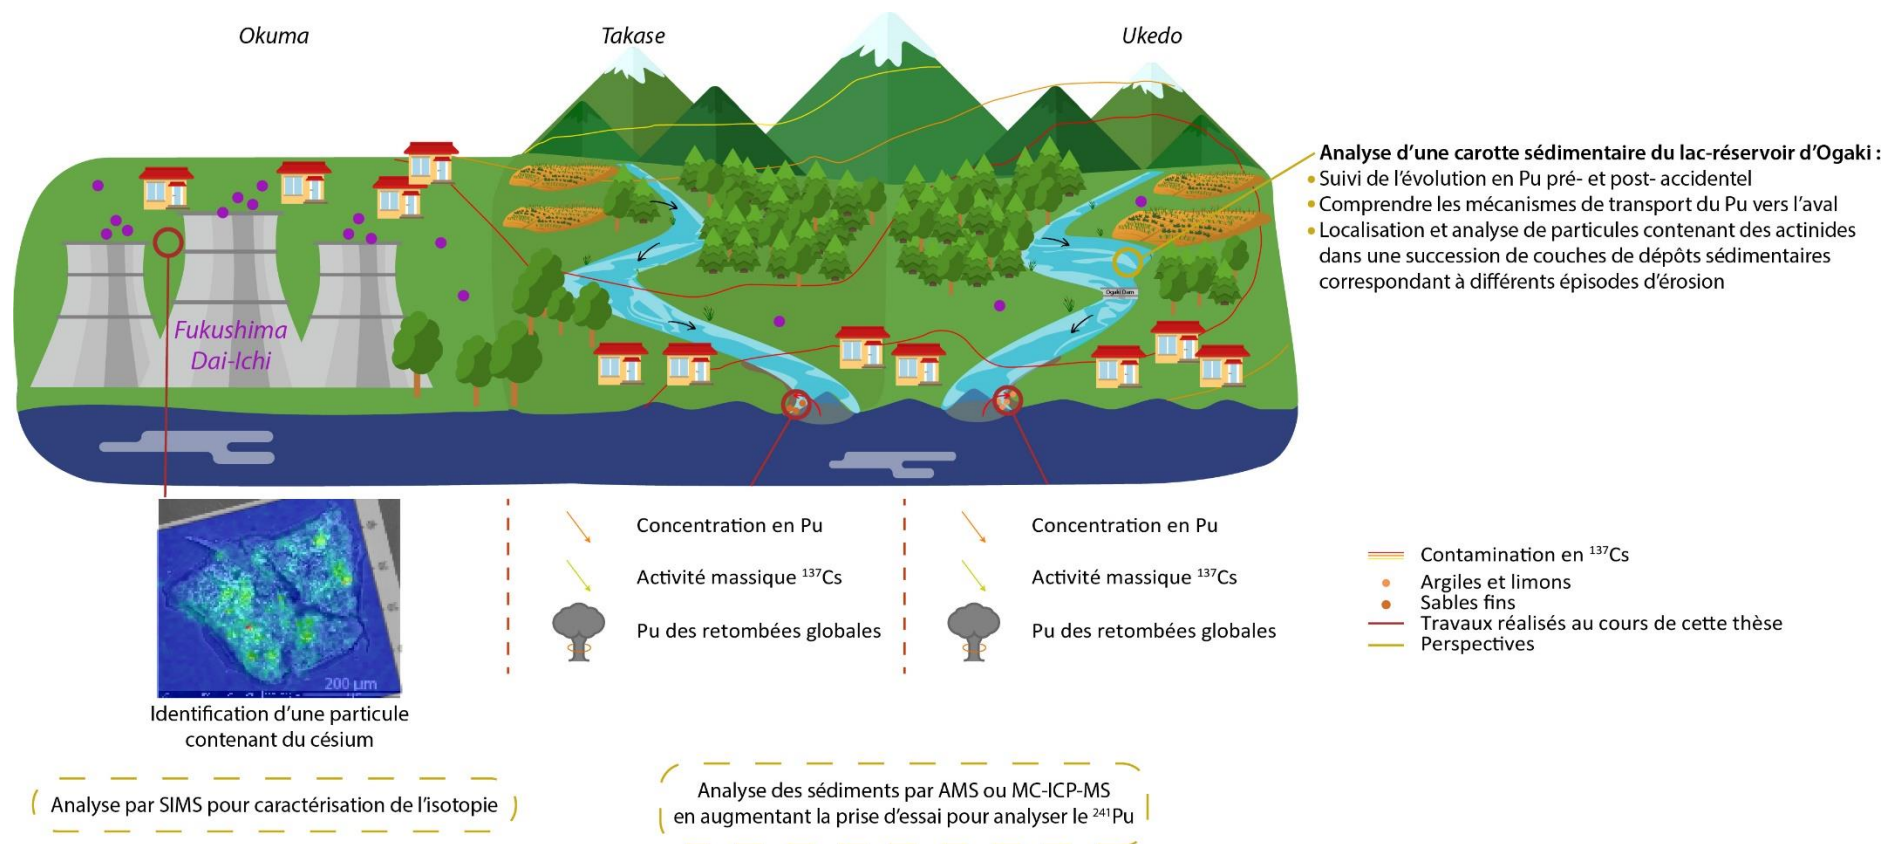 Okuma
Takase
Ukedo
Analyse d’une carotte sédimentaire du lac-réservoir d’Ogaki :
Suivi de l’évolution en Pu pré- et post- accidentel
Comprendre les mécanismes de transport du Pu vers l’aval
Localisation et analyse de particules contenant des actinides
dans une succession de couches de dépôts sédimentaires
correspondant à différents épisodes d’érosion
Ogaki Dam
Fukushima
Dai-Ichi
200 µm
Identification d’une particule
contenant du césium
Concentration en Pu
Activité massique ¹³⁷Cs
Pu des retombées globales
Concentration en Pu
Activité massique ¹³⁷Cs
Pu des retombées globales
Contamination en ¹³⁷Cs
Argiles et limons
Sables fins
Travaux réalisés au cours de cette thèse
Perspectives
Analyse par SIMS pour caractérisation de l’isotopie
Analyse des sédiments par AMS ou MC-ICP-MS
en augmentant la prise d’essai pour analyser le ²⁴¹Pu